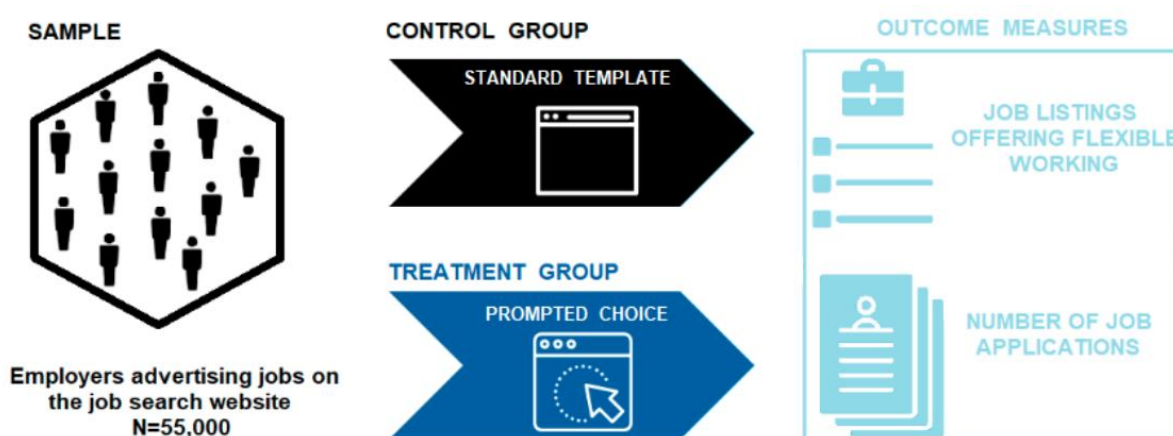 SAMPLE
Employers advertising jobs on
the job search website
N=55,000
CONTROL GROUP
STANDARD TEMPLATE
TREATMENT GROUP
PROMPTED CHOICE
OUTCOME MEASURES
JOB LISTINGS
OFFERING FLEXIBLE
WORKING
NUMBER OF JOB
APPLICATIONS